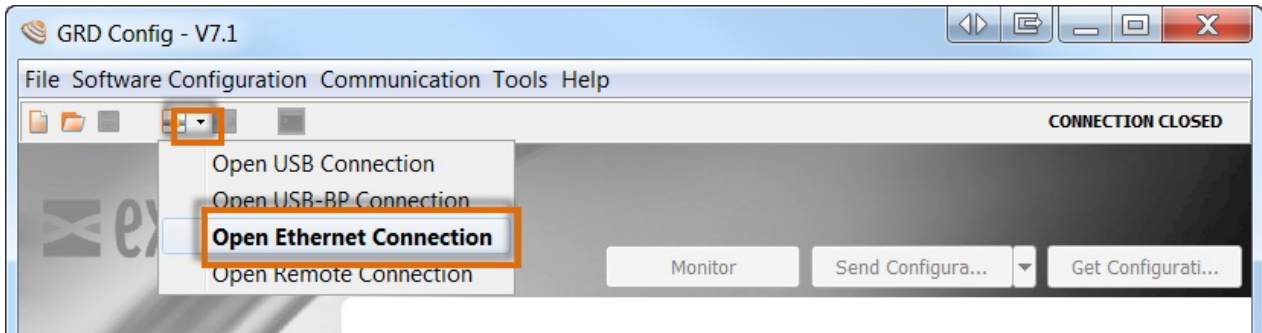 GRD Config - V7.1
File Software Configuration Communication Tools Help
CONNECTION CLOSED
Open USB Connection
Open USB-BP Connection
Open Ethernet Connection
Open Remote Connection
Monitor
Send Configura...
Get Configurati...